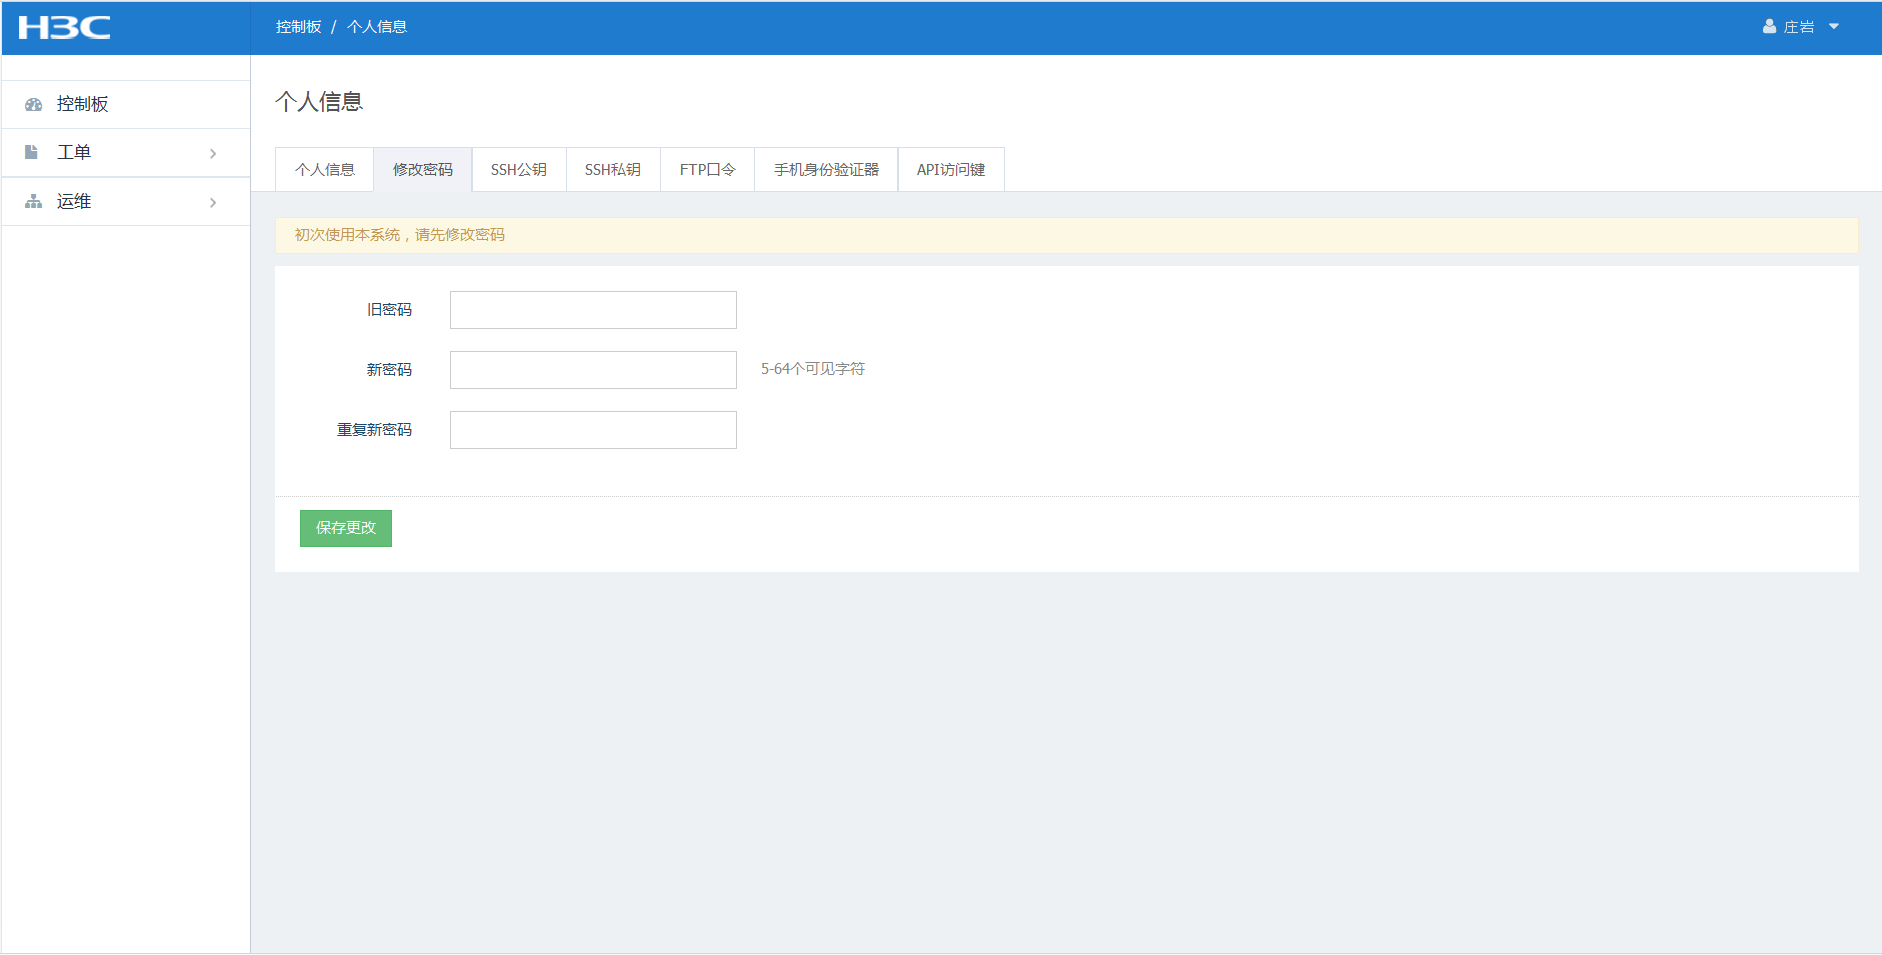 H3C
控制板 / 个人信息
庄岩
控制板
工单
运维
个人信息
个人信息
修改密码
SSH公钥
SSH私钥
FTP口令
手机身份验证器
API访问键
初次使用本系统，请先修改密码
旧密码
新密码
5-64个可见字符
重复新密码
保存更改